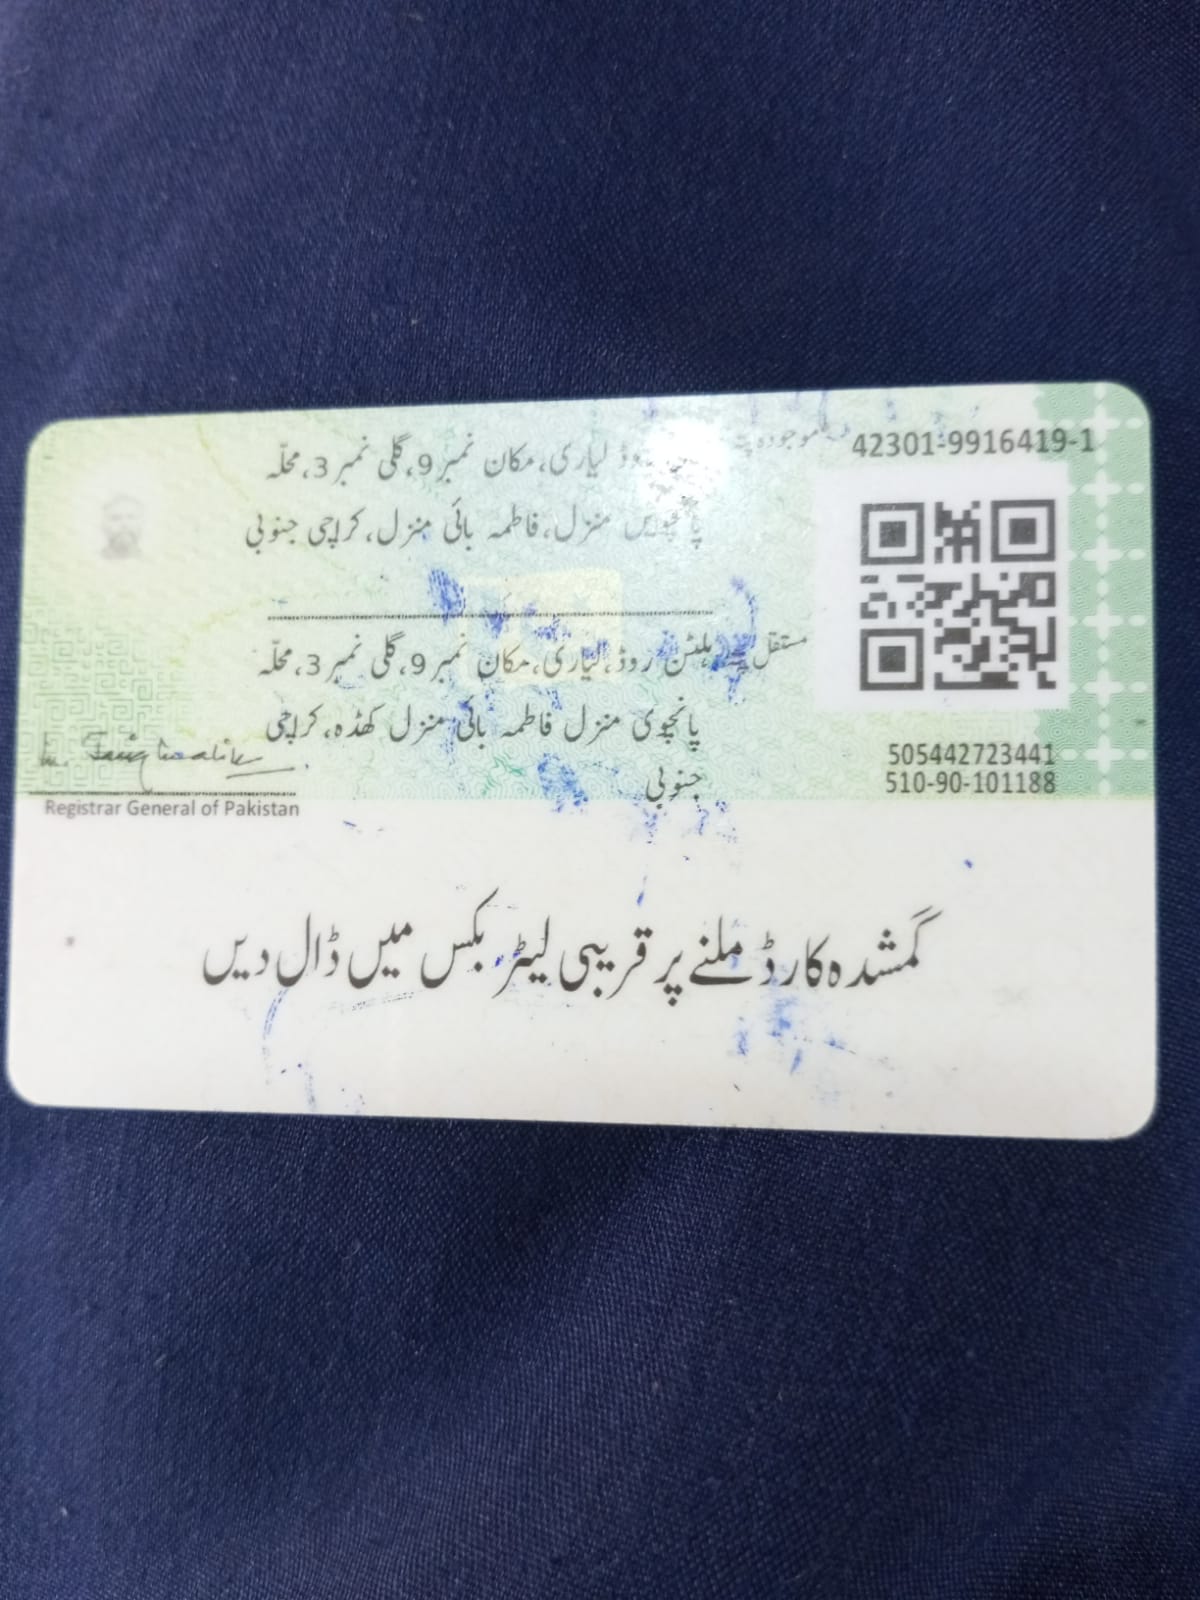 42301-9916419-1
موجودہ پتہ
روڈ لیاری، مکان نمبر 9، گلی نمبر 3، محلّہ
پانچویں منزل، فاطمہ بائی منزل، کراچی جنوبی
مستقل پتہ
ہلٹن روڈ، لیاری، مکان نمبر 9، گلی نمبر 3، محلّہ
پانچوی منزل فاطمہ بائی منزل کھڈہ، کراچی
جنوبی
505442723441
510-90-101188
Registrar General of Pakistan
گمشدہ کارڈ ملنے پر قریبی لیٹر بکس میں ڈال دیں